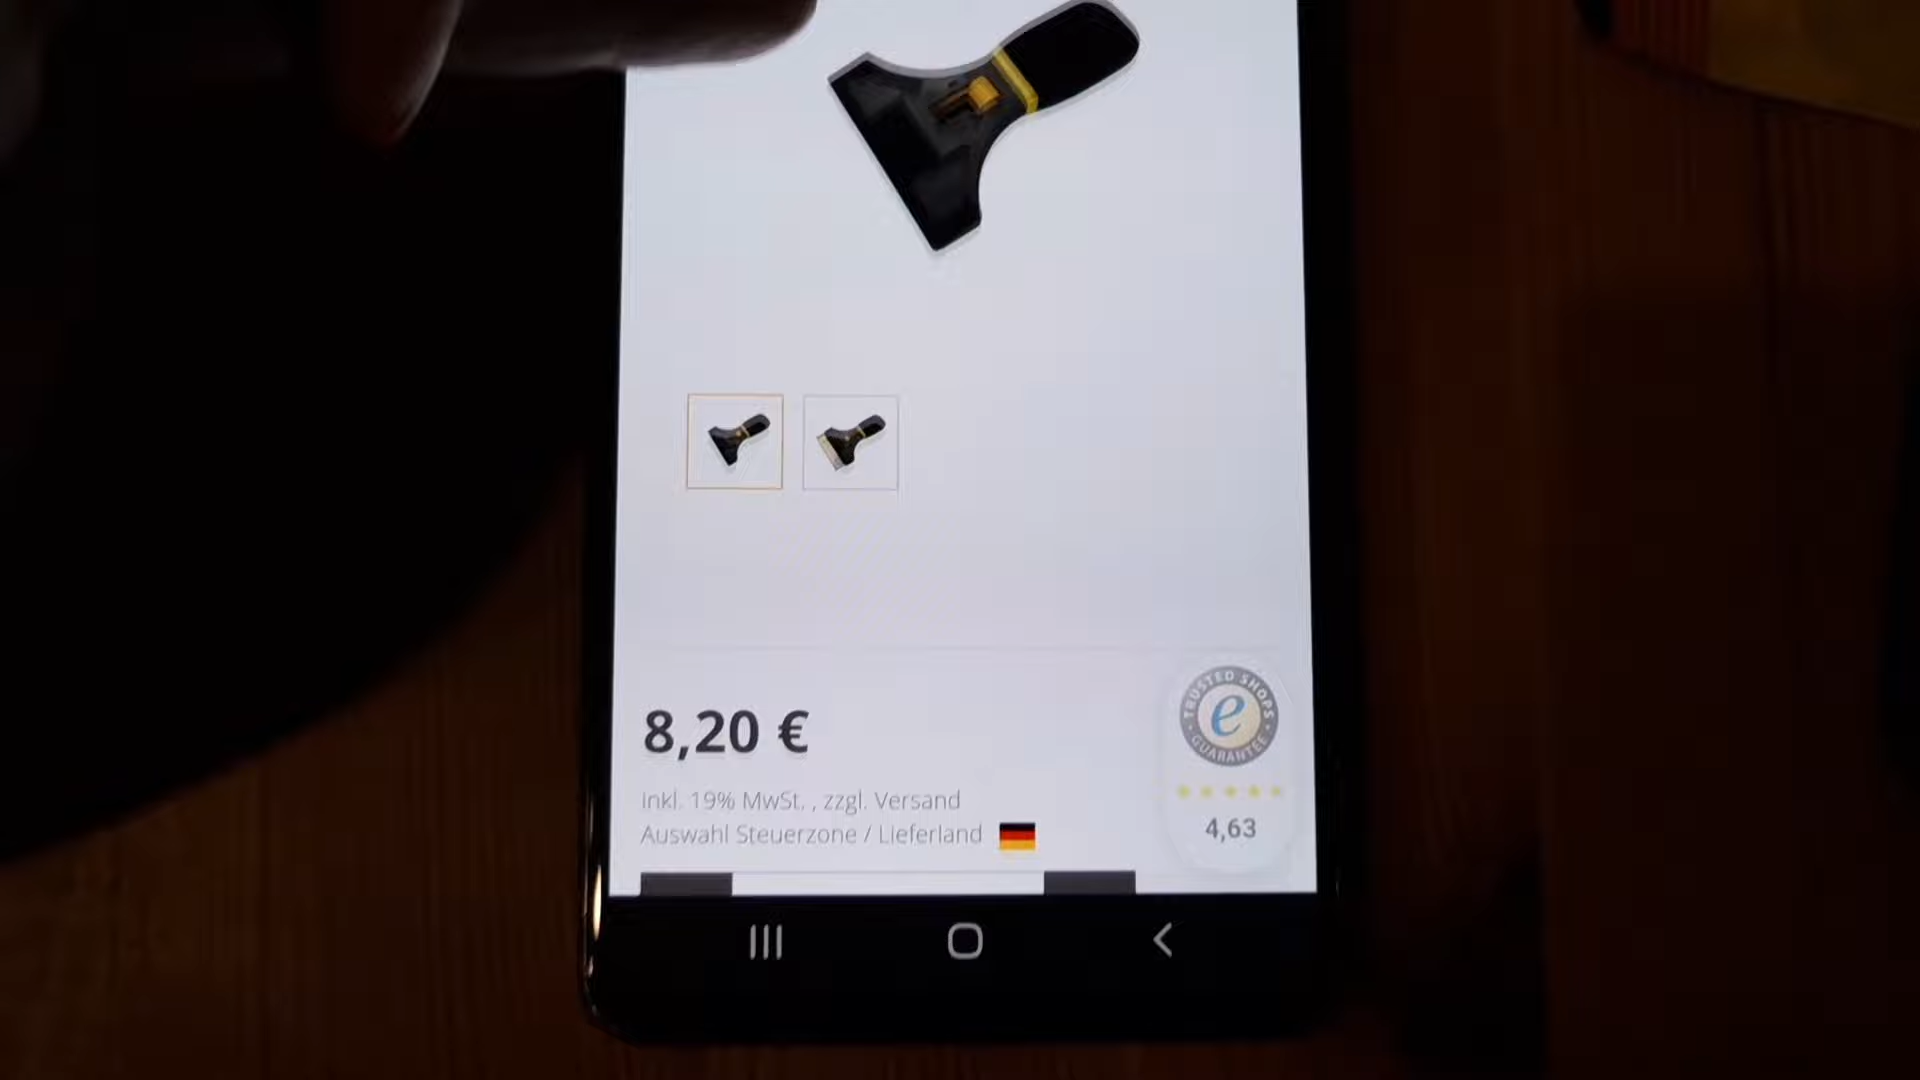 8,20 €
inkl. 19% MwSt. , zzgl. Versand
Auswahl Steuerzone / Lieferland
TRUSTED SHOPS
e
GUARANTEE
4,63